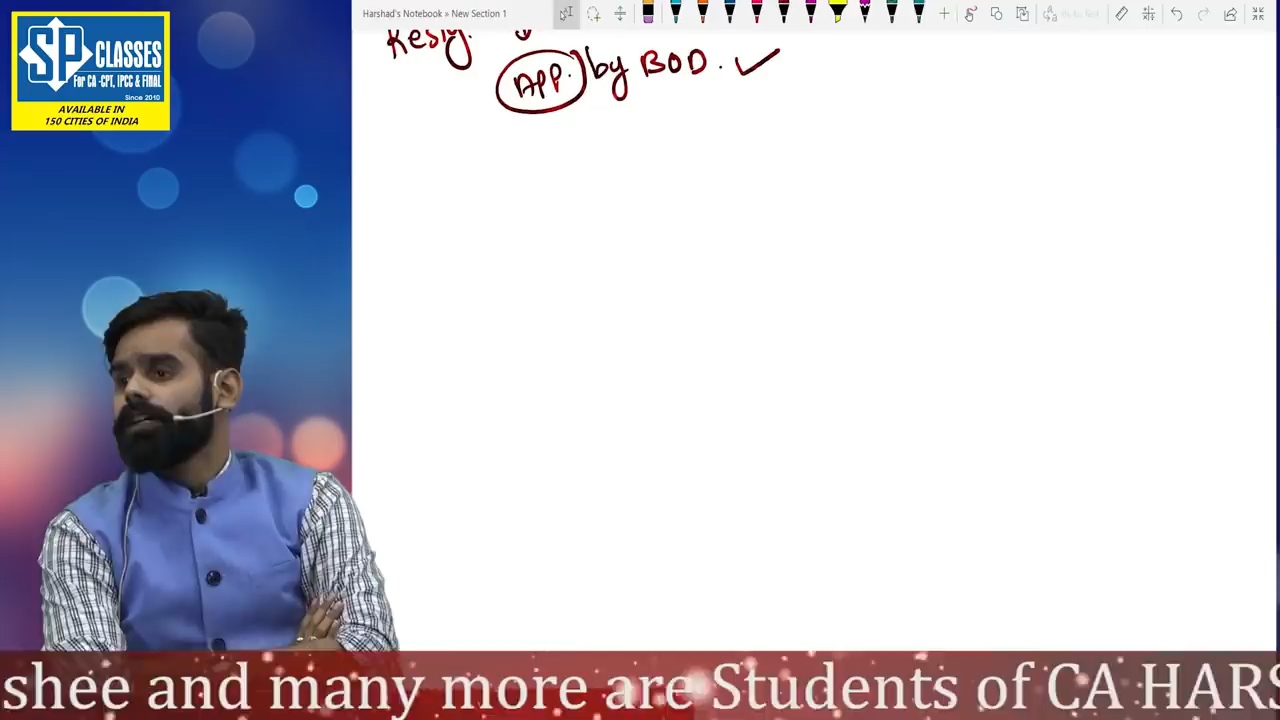 SP CLASSES
For CA -CPT, IPCC & FINAL
Since 2010
AVAILABLE IN
150 CITIES OF INDIA
Harshad's Notebook » New Section 1
Resig.
App. by BOD.
shee and many more are Students of CA HARS